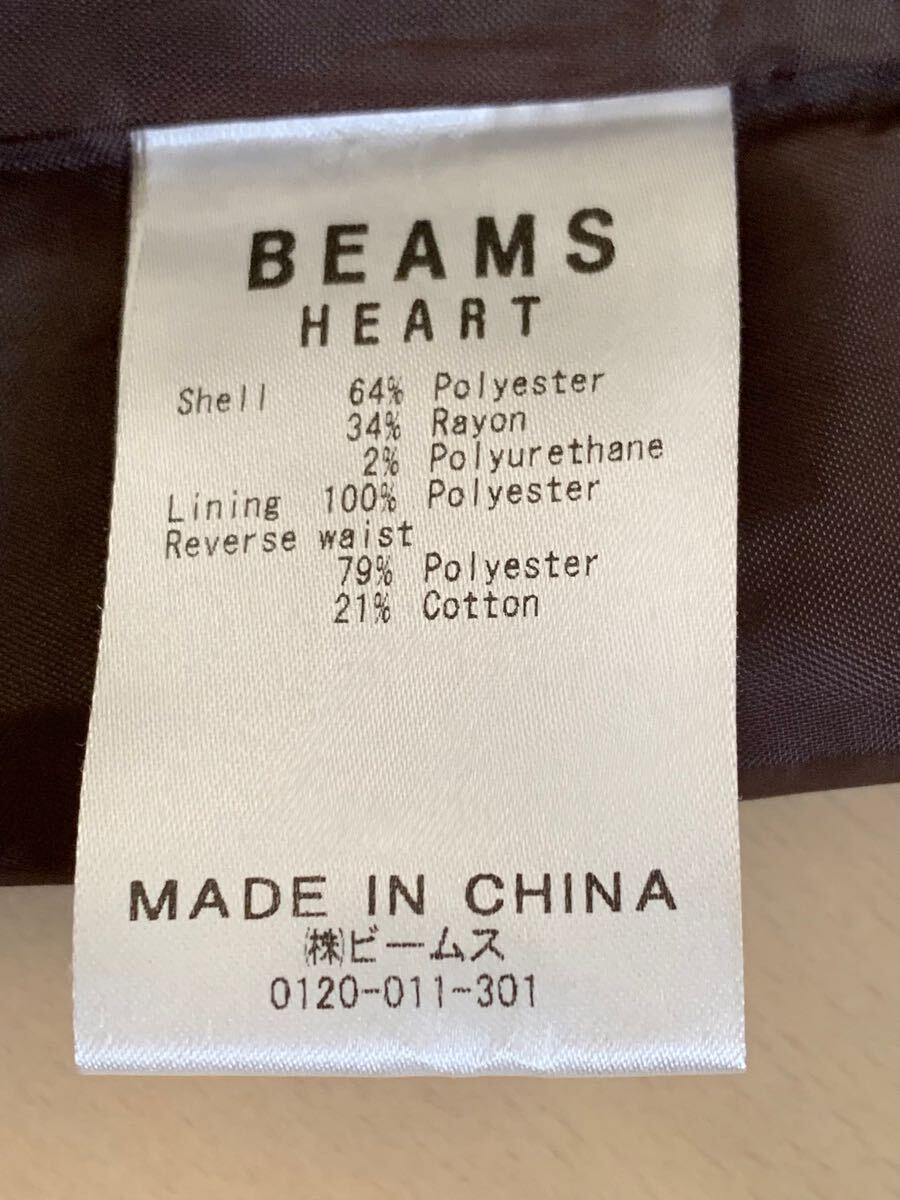 BEAMS
HEART
Shell 64% Polyester
34% Rayon
2% Polyurethane
Lining 100% Polyester
Reverse waist
79% Polyester
21% Cotton
MADE IN CHINA
㈱ビームス
0120-011-301